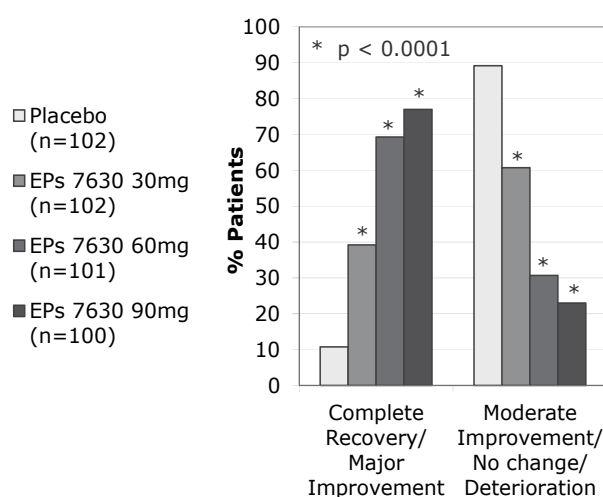 100
90
80
70
60
50
40
30
20
10
0
% Patients
* p < 0.0001
*
*
*
*
*
*
Placebo
(n=102)
EPs 7630 30mg
(n=102)
EPs 7630 60mg
(n=101)
EPs 7630 90mg
(n=100)
Complete
Recovery/
Major
Improvement
Moderate
Improvement/
No change/
Deterioration